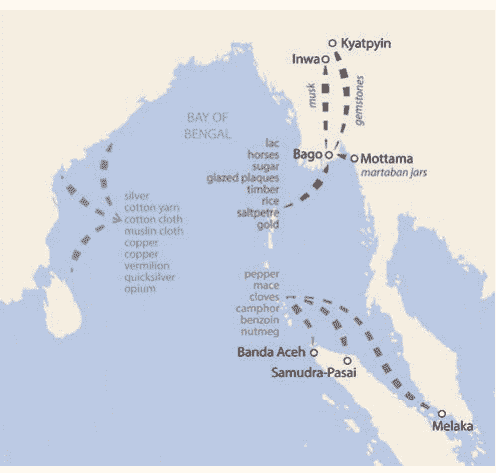 Kyatpyin
Inwa
musk
gemstones
BAY OF
BENGAL
lac
horses
sugar
glazed plaques
timber
rice
saltpetre
gold
Bago
Mottama
martaban jars
silver
cotton yarn
cotton cloth
muslin cloth
copper
copper
vermilion
quicksilver
opium
pepper
mace
cloves
camphor
benzoin
nutmeg
Banda Aceh
Samudra-Pasai
Melaka